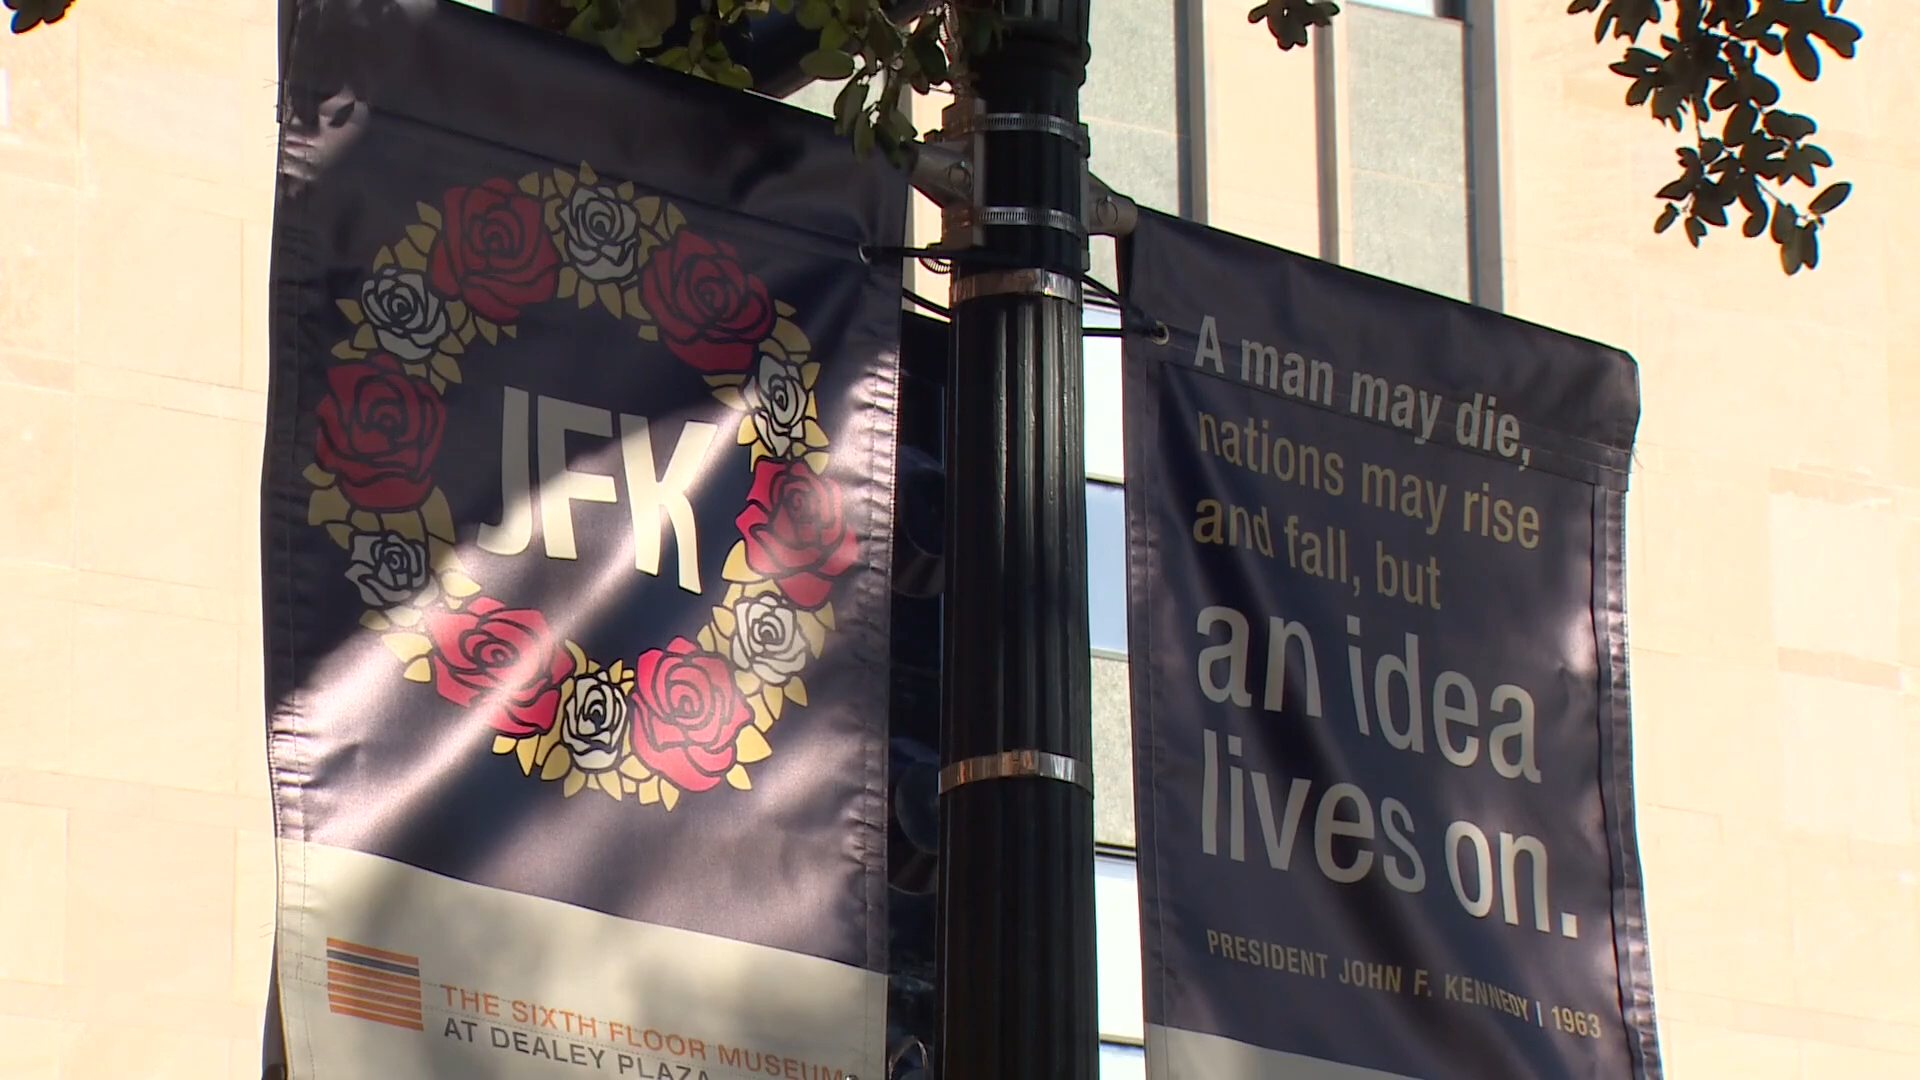 JFK
THE SIXTH FLOOR MUSEUM
AT DEALEY PLAZA
A man may die,
nations may rise
and fall, but
an idea
lives on.
PRESIDENT JOHN F. KENNEDY | 1963